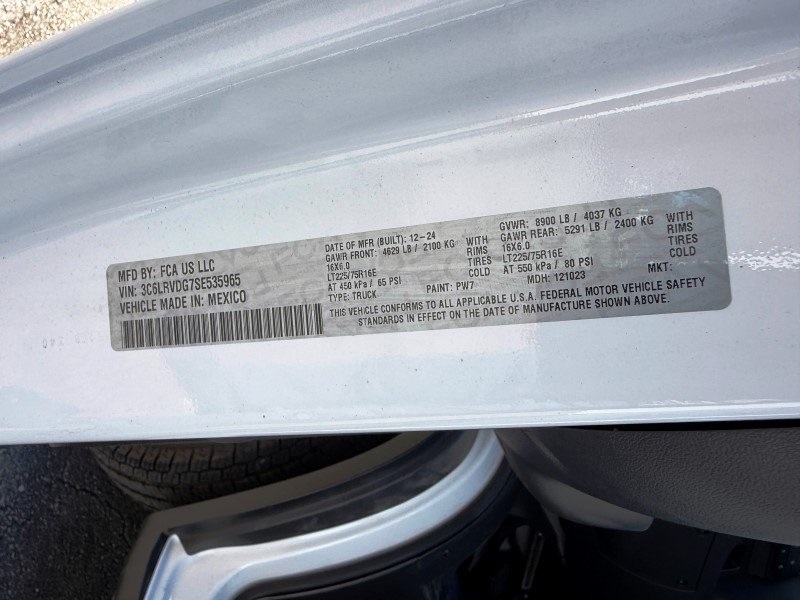 MFD BY: FCA US LLC
VIN: 3C6LRVDG7SE535965
VEHICLE MADE IN: MEXICO
DATE OF MFR (BUILT): 12-24
GAWR FRONT: 4629 LB / 2100 KG WITH
16X6.0 RIMS
LT225/75R16E TIRES
AT 450 kPa / 65 PSI COLD
TYPE: TRUCK
GVWR: 8900 LB / 4037 KG
GAWR REAR: 5291 LB / 2400 KG WITH
16X6.0 RIMS
LT225/75R16E TIRES
AT 550 kPa / 80 PSI COLD
PAINT: PW7 MDH: 121023 MKT:
THIS VEHICLE CONFORMS TO ALL APPLICABLE U.S.A. FEDERAL MOTOR VEHICLE SAFETY
STANDARDS IN EFFECT ON THE DATE OF MANUFACTURE SHOWN ABOVE.